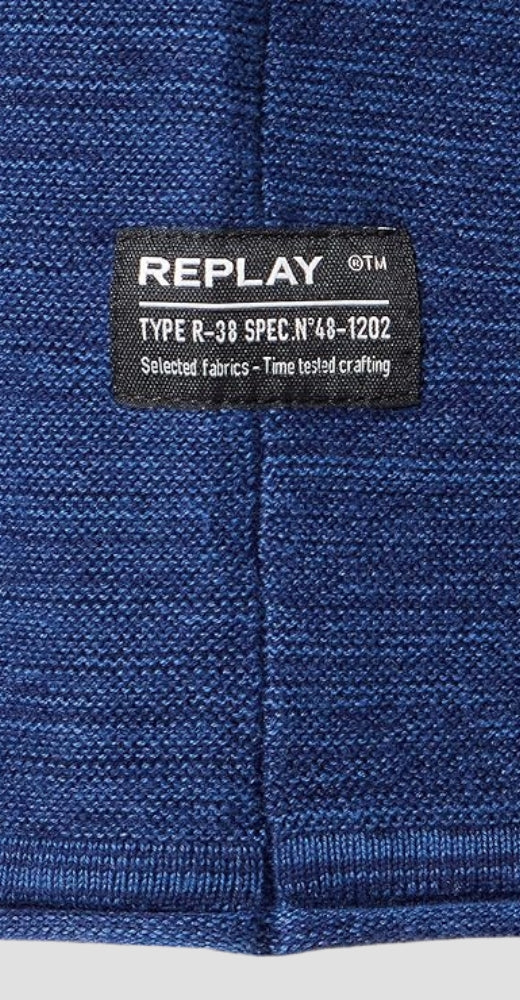 REPLAY ®TM
TYPE R-38 SPEC.N°48-1202
Selected fabrics - Time tested crafting